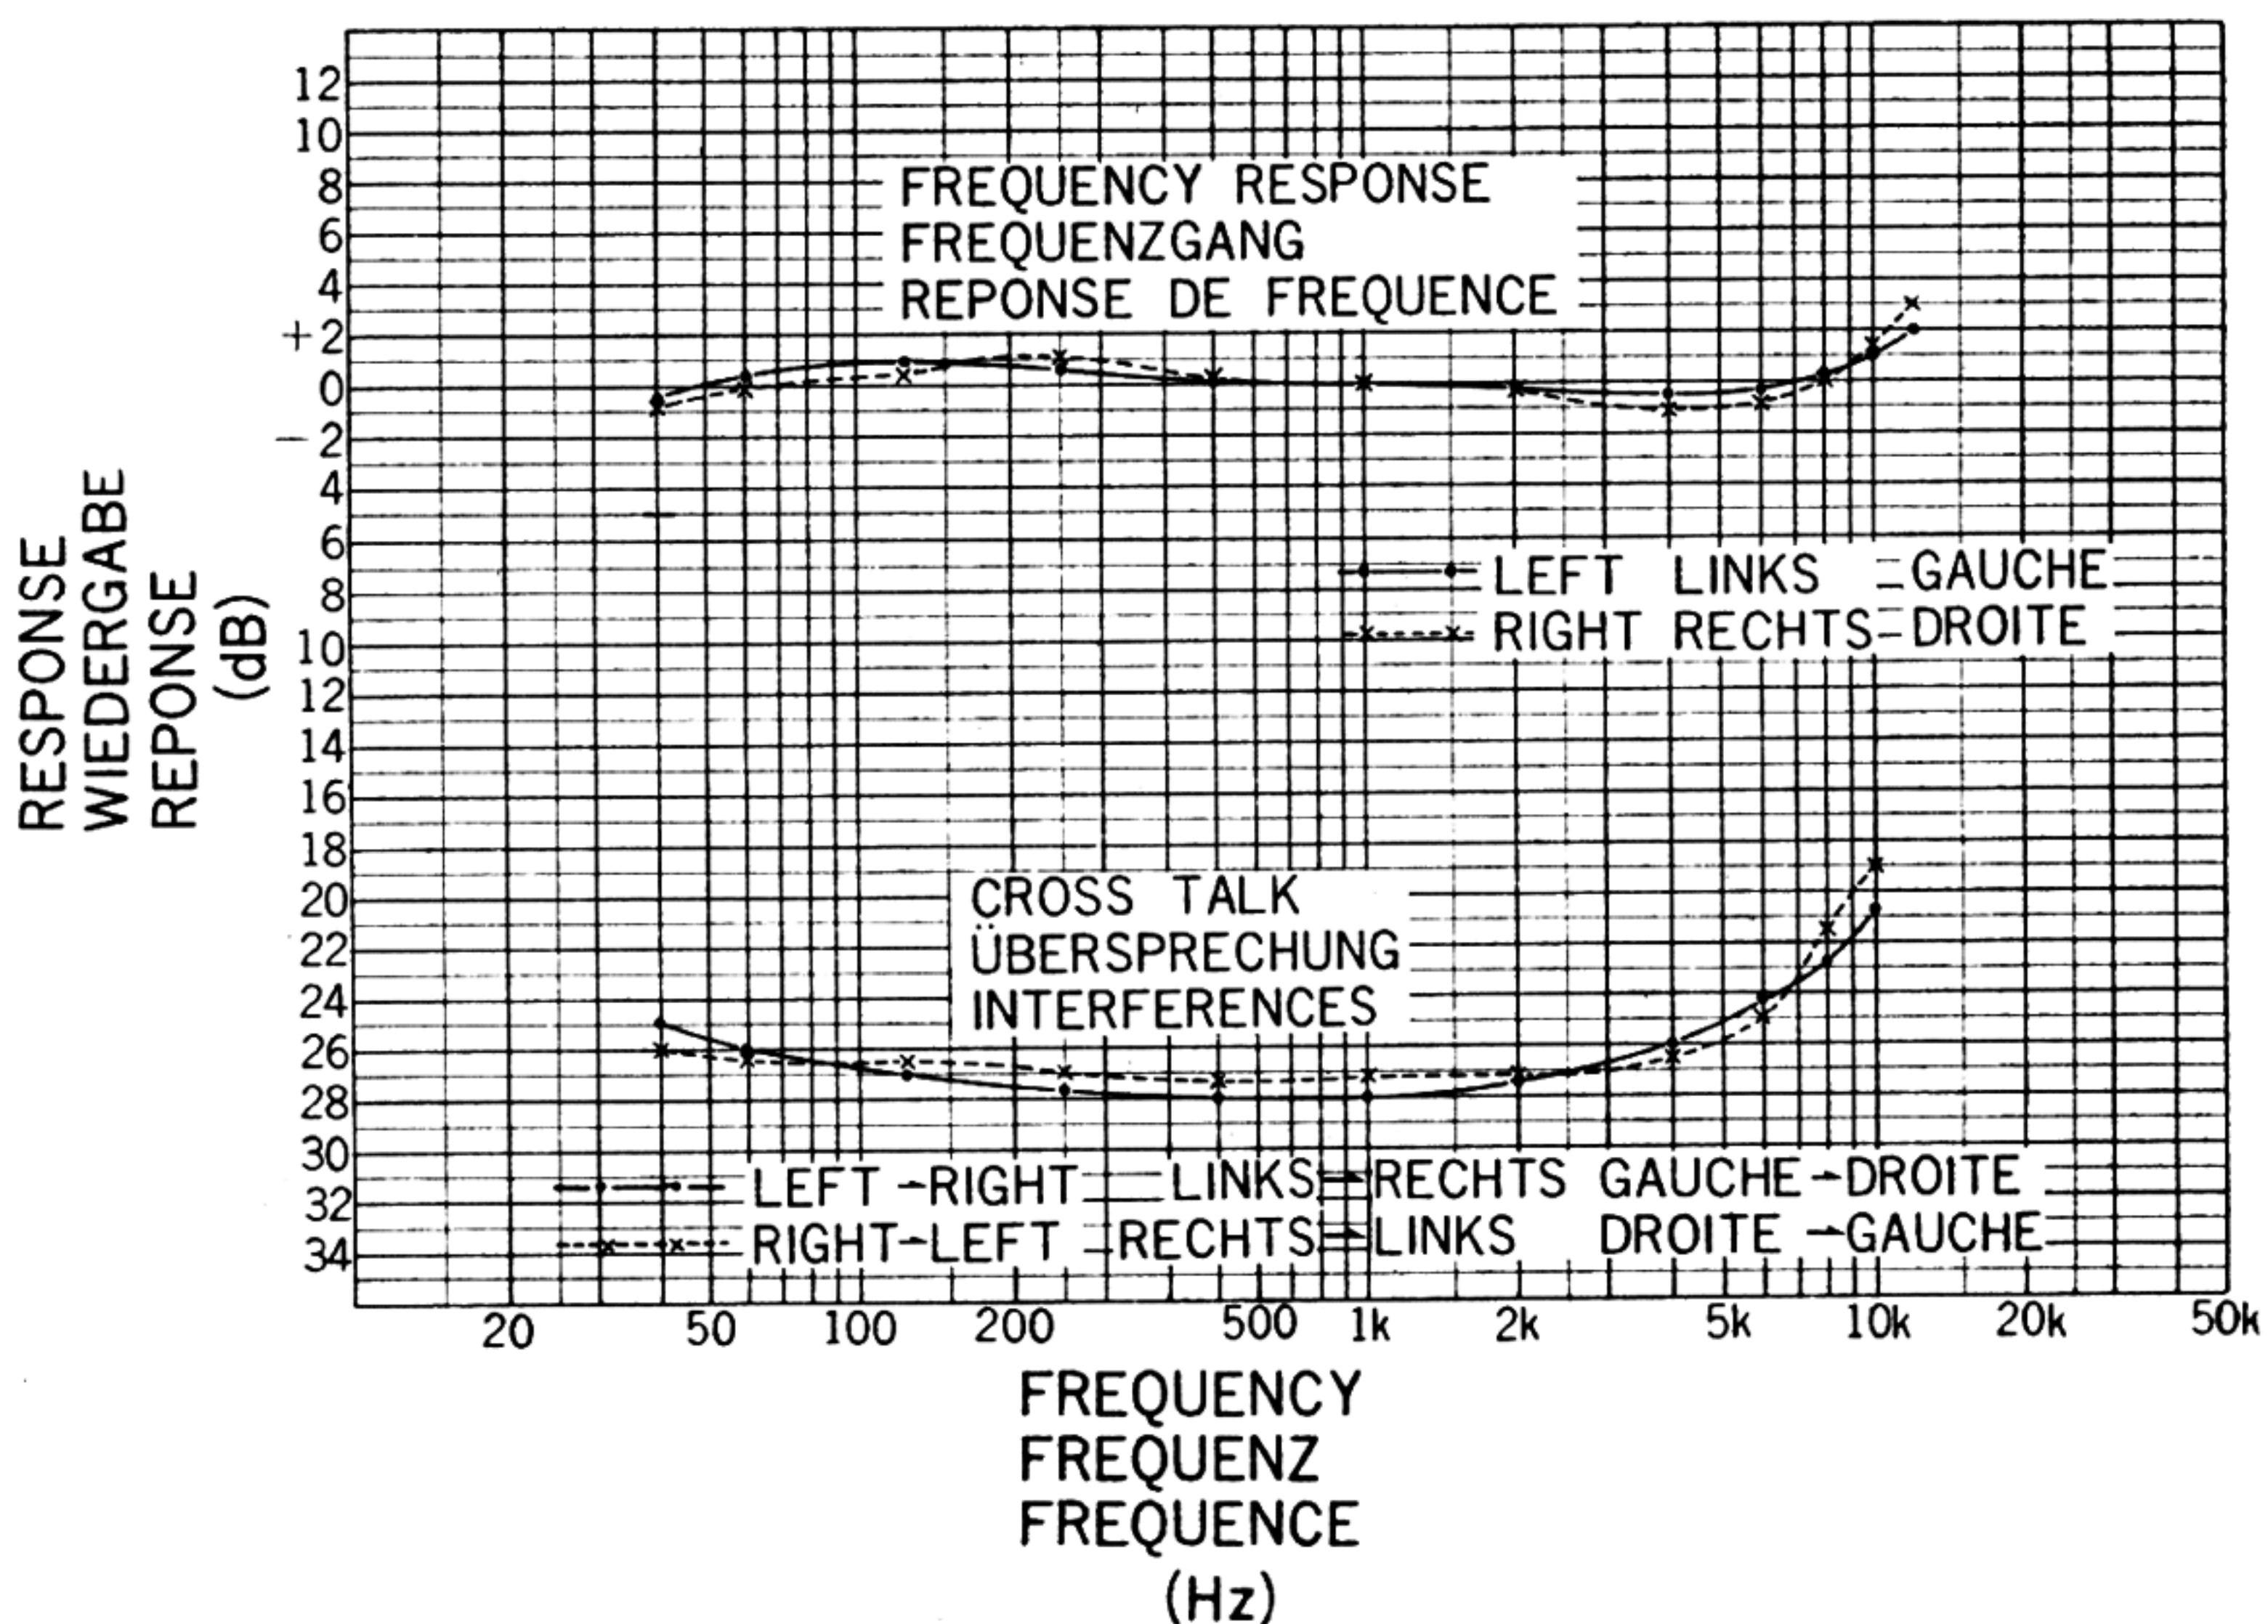 12
10
8
6
4
+2
0
-2
4
6
8
10
12
14
16
18
20
22
24
26
28
30
32
34
RESPONSE
WIEDERGABE
REPONSE
(dB)
FREQUENCY RESPONSE
FREQUENZGANG
REPONSE DE FREQUENCE
LEFT LINKS GAUCHE
RIGHT RECHTS DROITE
CROSS TALK
ÜBERSPRECHUNG
INTERFERENCES
LEFT→RIGHT LINKS→RECHTS GAUCHE→DROITE
RIGHT→LEFT RECHTS→LINKS DROITE→GAUCHE
20 50 100 200 500 1k 2k 5k 10k 20k 50k
FREQUENCY
FREQUENZ
FREQUENCE
(Hz)